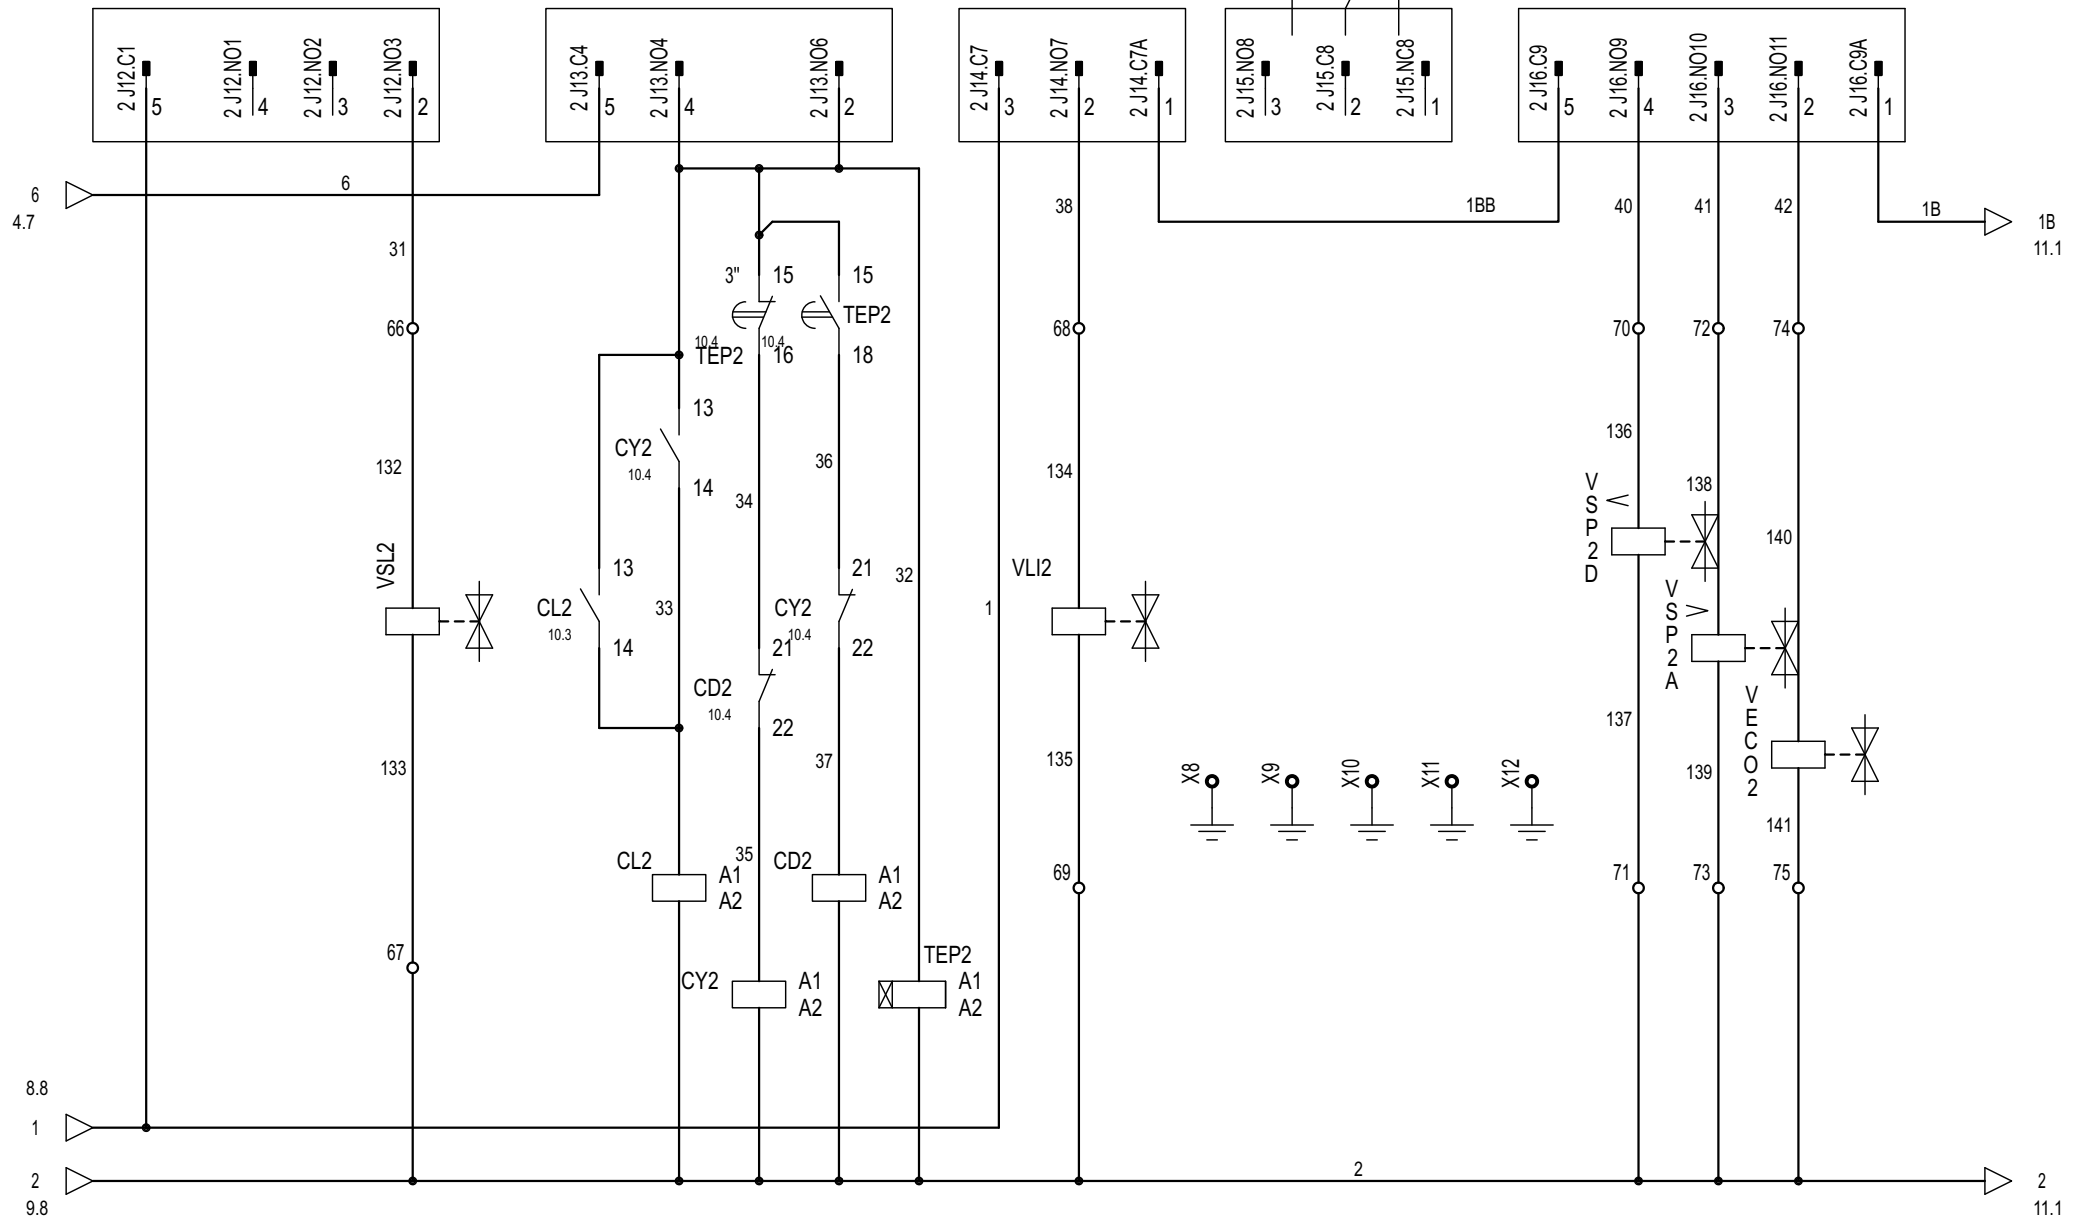 2 J12.C1
5
2 J12.NO1
4
2 J12.NO2
3
2 J12.NO3
2
2 J13.C4
5
2 J13.NO4
4
2 J13.NO6
2
2 J14.C7
3
2 J14.NO7
2
2 J14.C7A
1
2 J15.NO8
3
2 J15.C8
2
2 J15.NC8
1
2 J16.C9
5
2 J16.NO9
4
2 J16.NO10
3
2 J16.NO11
2
2 J16.C9A
1
6
4.7
6
31
38
1BB
40
41
42
1B
1B
11.1
3"
15
15
TEP2
10.4
10.4
TEP2
16
18
66
68
70
72
74
13
CY2
10.4
14
132
34
36
134
136
138
140
VSL2
13
CL2
10.3
14
33
21
CY2
10.4
22
21
CD2
10.4
22
32
1
VLI2
VSP2D
<
VSP2A
>
VECO2
133
37
135
137
139
141
X8
X9
X10
X11
X12
CL2
A1
A2
35
CD2
A1
A2
69
71
73
75
67
CY2
A1
A2
TEP2
A1
A2
8.8
1
2
9.8
2
2
11.1